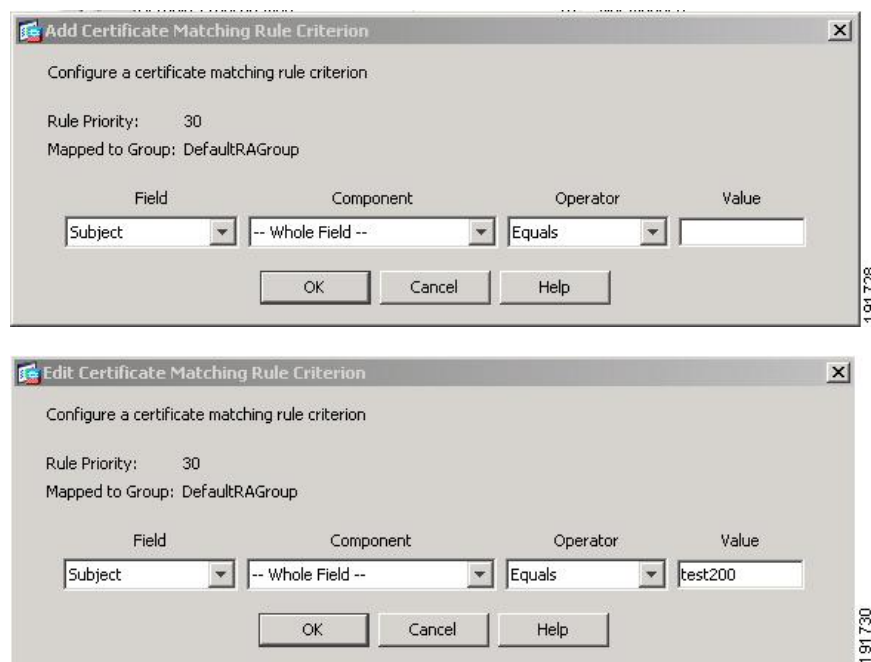 Add Certificate Matching Rule Criterion
Configure a certificate matching rule criterion
Rule Priority: 30
Mapped to Group: DefaultRAGroup
Field Component Operator Value
Subject -- Whole Field -- Equals
OK Cancel Help
191728
Edit Certificate Matching Rule Criterion
Configure a certificate matching rule criterion
Rule Priority: 30
Mapped to Group: DefaultRAGroup
Field Component Operator Value
Subject -- Whole Field -- Equals test200
OK Cancel Help
191730